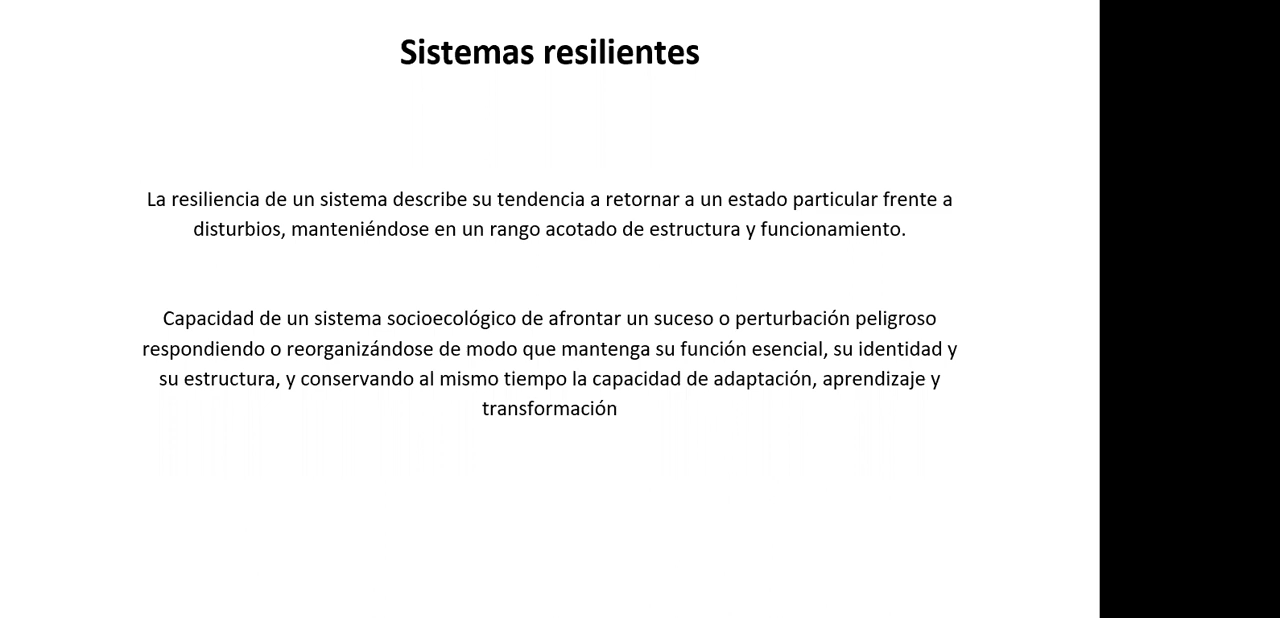 Sistemas resilientes
La resiliencia de un sistema describe su tendencia a retornar a un estado particular frente a
disturbios, manteniéndose en un rango acotado de estructura y funcionamiento.
Capacidad de un sistema socioecológico de afrontar un suceso o perturbación peligroso
respondiendo o reorganizándose de modo que mantenga su función esencial, su identidad y
su estructura, y conservando al mismo tiempo la capacidad de adaptación, aprendizaje y
transformación